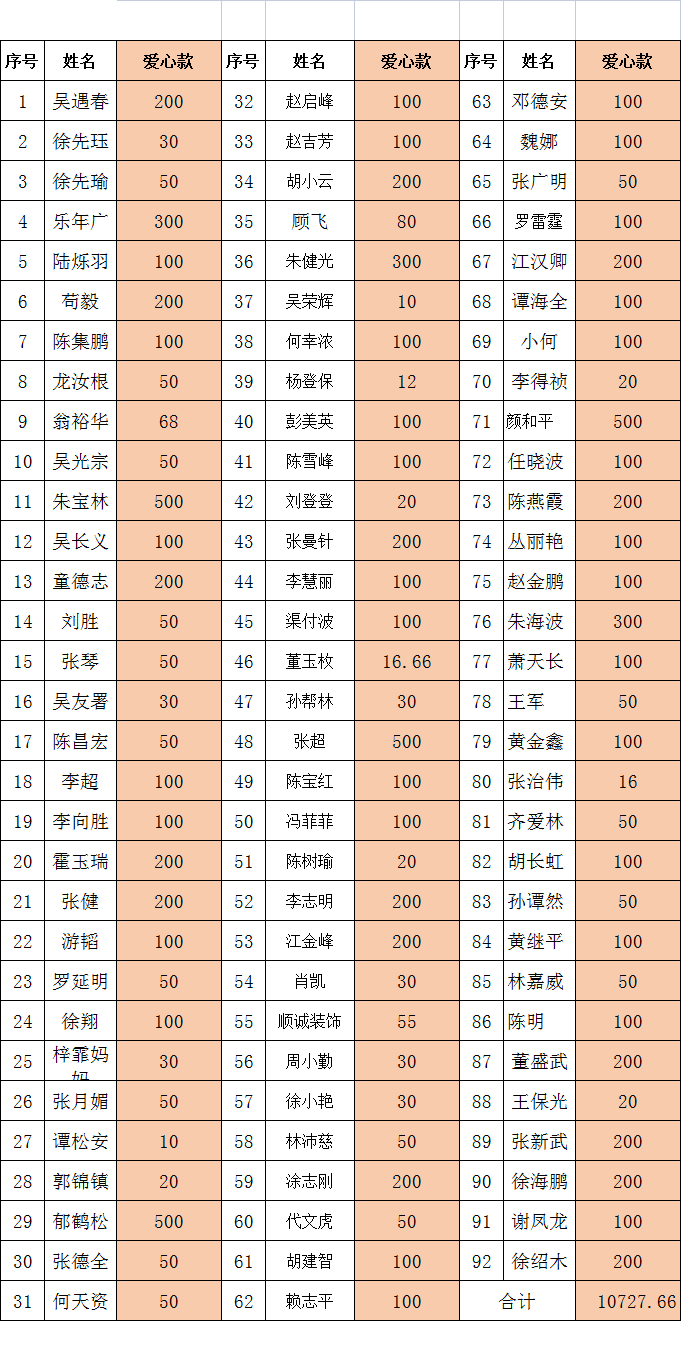 序号 姓名 爱心款 序号 姓名 爱心款 序号 姓名 爱心款
1 吴遇春 200 32 赵启峰 100 63 邓德安 100
2 徐先珏 30 33 赵吉芳 100 64 魏娜 100
3 徐先瑜 50 34 胡小云 200 65 张广明 50
4 乐年广 300 35 顾飞 80 66 罗雷霆 100
5 陆烁羽 100 36 朱健光 300 67 江汉卿 200
6 苟毅 200 37 吴荣辉 10 68 谭海全 100
7 陈集鹏 100 38 何幸浓 100 69 小何 100
8 龙汝根 50 39 杨登保 12 70 李得祯 20
9 翁裕华 68 40 彭美英 100 71 颜和平 500
10 吴光宗 50 41 陈雪峰 100 72 任晓波 100
11 朱宝林 500 42 刘登登 20 73 陈燕霞 200
12 吴长义 100 43 张曼针 200 74 丛丽艳 100
13 童德志 200 44 李慧丽 100 75 赵金鹏 100
14 刘胜 50 45 渠付波 100 76 朱海波 300
15 张琴 50 46 董玉枚 16.66 77 萧天长 100
16 吴友署 30 47 孙帮林 30 78 王军 50
17 陈昌宏 50 48 张超 500 79 黄金鑫 100
18 李超 100 49 陈宝红 100 80 张治伟 16
19 李向胜 100 50 冯菲菲 100 81 齐爱林 50
20 霍玉瑞 200 51 陈树瑜 20 82 胡长虹 100
21 张健 200 52 李志明 200 83 孙谭然 50
22 游韬 100 53 江金峰 200 84 黄继平 100
23 罗延明 50 54 肖凯 30 85 林嘉威 50
24 徐翔 100 55 顺诚装饰 55 86 陈明 100
25 梓霏妈妈 30 56 周小勤 30 87 董盛武 200
26 张月媚 50 57 徐小艳 30 88 王保光 20
27 谭松安 10 58 林沛慈 50 89 张新武 200
28 郭锦镇 20 59 涂志刚 200 90 徐海鹏 200
29 郁鹤松 500 60 代文虎 50 91 谢凤龙 100
30 张德全 50 61 胡建智 100 92 徐绍木 200
31 何天资 50 62 赖志平 100 合计 10727.66